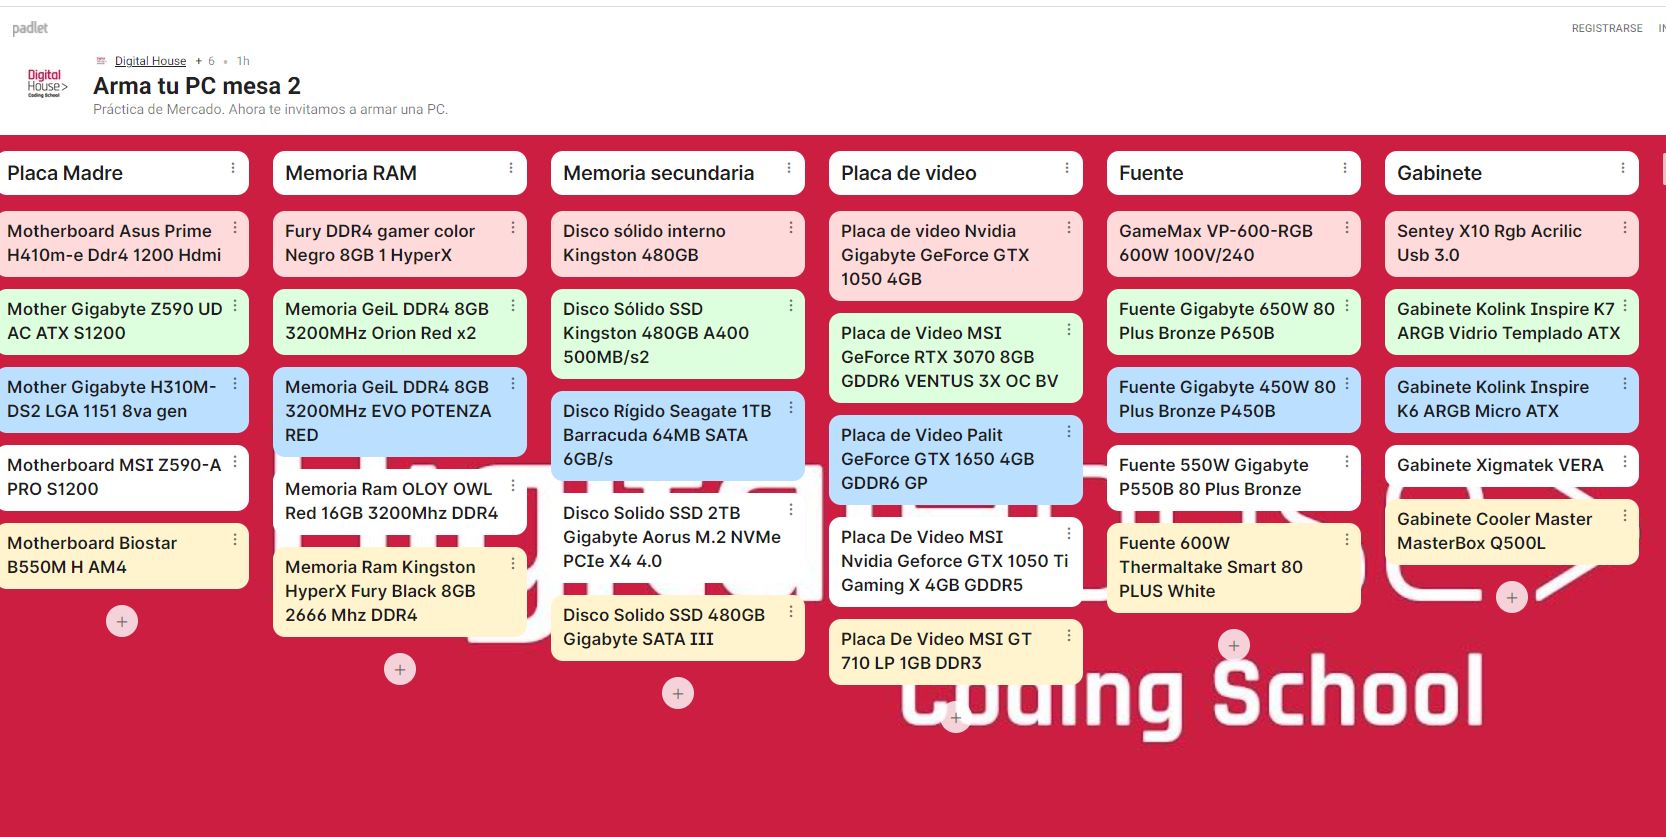 padlet
REGISTRARSE
Digital House + 6 • 1h
Digital
House>
Coding School
Arma tu PC mesa 2
Práctica de Mercado. Ahora te invitamos a armar una PC.
Placa Madre
Motherboard Asus Prime
H410m-e Ddr4 1200 Hdmi
Mother Gigabyte Z590 UD
AC ATX S1200
Mother Gigabyte H310M-
DS2 LGA 1151 8va gen
Motherboard MSI Z590-A
PRO S1200
Motherboard Biostar
B550M H AM4
Memoria RAM
Fury DDR4 gamer color
Negro 8GB 1 HyperX
Memoria GeiL DDR4 8GB
3200MHz Orion Red x2
Memoria GeiL DDR4 8GB
3200MHz EVO POTENZA
RED
Memoria Ram OLOY OWL
Red 16GB 3200Mhz DDR4
Memoria Ram Kingston
HyperX Fury Black 8GB
2666 Mhz DDR4
Memoria secundaria
Disco sólido interno
Kingston 480GB
Disco Sólido SSD
Kingston 480GB A400
500MB/s2
Disco Rígido Seagate 1TB
Barracuda 64MB SATA
6GB/s
Disco Solido SSD 2TB
Gigabyte Aorus M.2 NVMe
PCIe X4 4.0
Disco Solido SSD 480GB
Gigabyte SATA III
Placa de video
Placa de video Nvidia
Gigabyte GeForce GTX
1050 4GB
Placa de Video MSI
GeForce RTX 3070 8GB
GDDR6 VENTUS 3X OC BV
Placa de Video Palit
GeForce GTX 1650 4GB
GDDR6 GP
Placa De Video MSI
Nvidia Geforce GTX 1050 Ti
Gaming X 4GB GDDR5
Placa De Video MSI GT
710 LP 1GB DDR3
Fuente
GameMax VP-600-RGB
600W 100V/240
Fuente Gigabyte 650W 80
Plus Bronze P650B
Fuente Gigabyte 450W 80
Plus Bronze P450B
Fuente 550W Gigabyte
P550B 80 Plus Bronze
Fuente 600W
Thermaltake Smart 80
PLUS White
Gabinete
Sentey X10 Rgb Acrilic
Usb 3.0
Gabinete Kolink Inspire K7
ARGB Vidrio Templado ATX
Gabinete Kolink Inspire
K6 ARGB Micro ATX
Gabinete Xigmatek VERA
Gabinete Cooler Master
MasterBox Q500L
Coding School